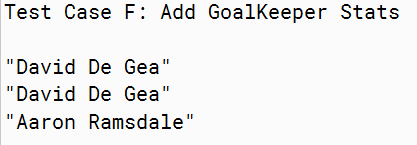 Test Case F: Add GoalKeeper Stats
"David De Gea"
"David De Gea"
"Aaron Ramsdale"